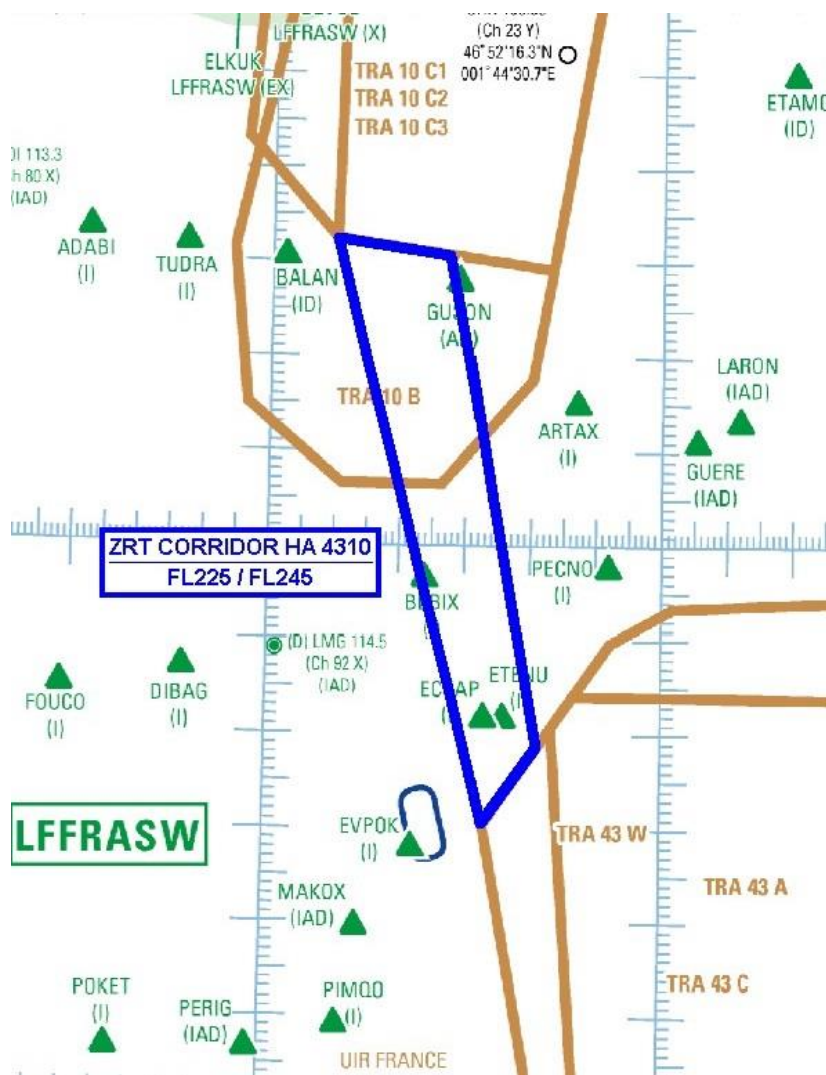 LFFRASW (X)
ELKUK
LFFRASW (EX)
(Ch 23 Y)
46°52'16.3"N
001°44'30.7"E
TRA 10 C1
TRA 10 C2
TRA 10 C3
ETAMO
(ID)
113.3
80 X)
(IAD)
ADABI
(I)
TUDRA
(I)
BALAN
(ID)
TRA 10 B
ARTAX
(I)
LARON
(IAD)
GUERE
(IAD)
ZRT CORRIDOR HA 4310
FL225 / FL245
PECNO
(I)
(D) LMG 114.5
(Ch 92 X)
(IAD)
FOUCO
(I)
DIBAG
(I)
LFFRASW
EVPOK
(I)
TRA 43 W
MAKOX
(IAD)
TRA 43 A
POKET
(I)
PERIG
(IAD)
PIMQO
(I)
TRA 43 C
UIR FRANCE